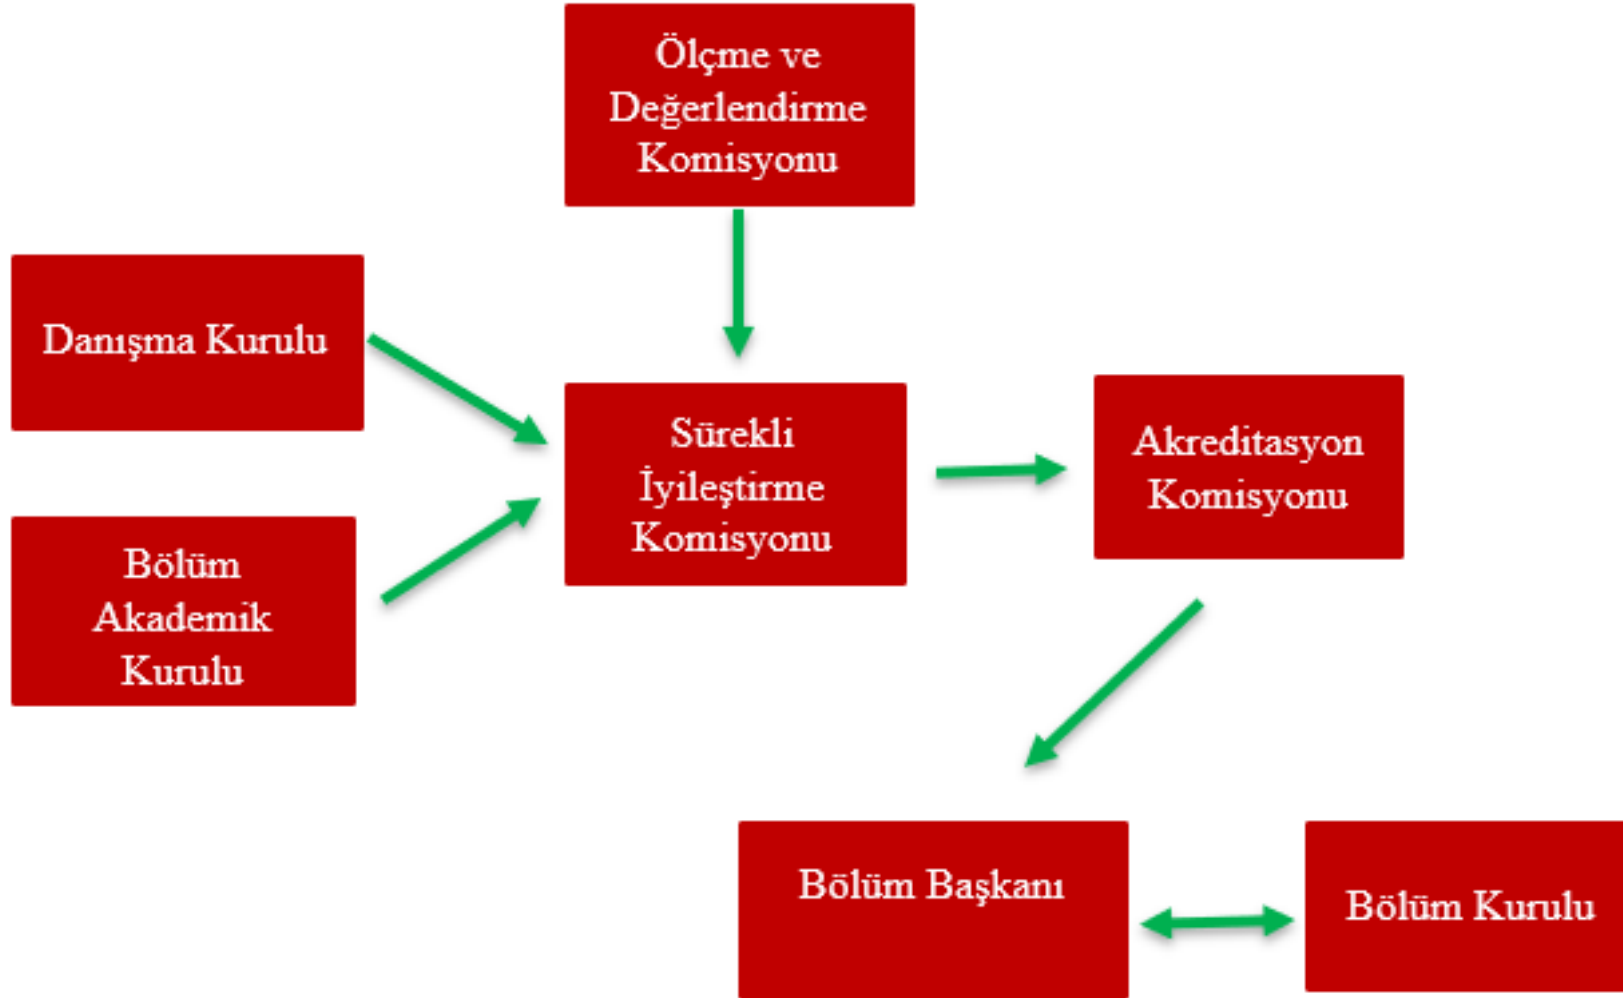 Ölçme ve
Değerlendirme
Komisyonu
Danışma Kurulu
Sürekli
İyileştirme
Komisyonu
Akreditasyon
Komisyonu
Bölüm
Akademik
Kurulu
Bölüm Başkanı
Bölüm Kurulu